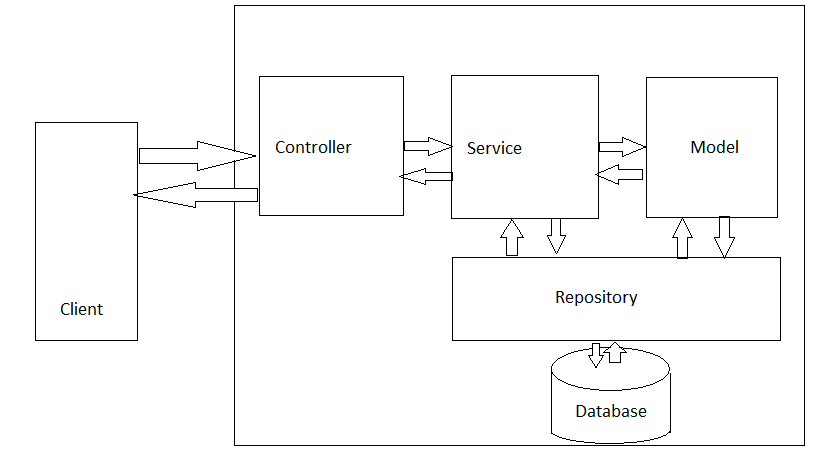 Controller
Service
Model
Client
Repository
Database